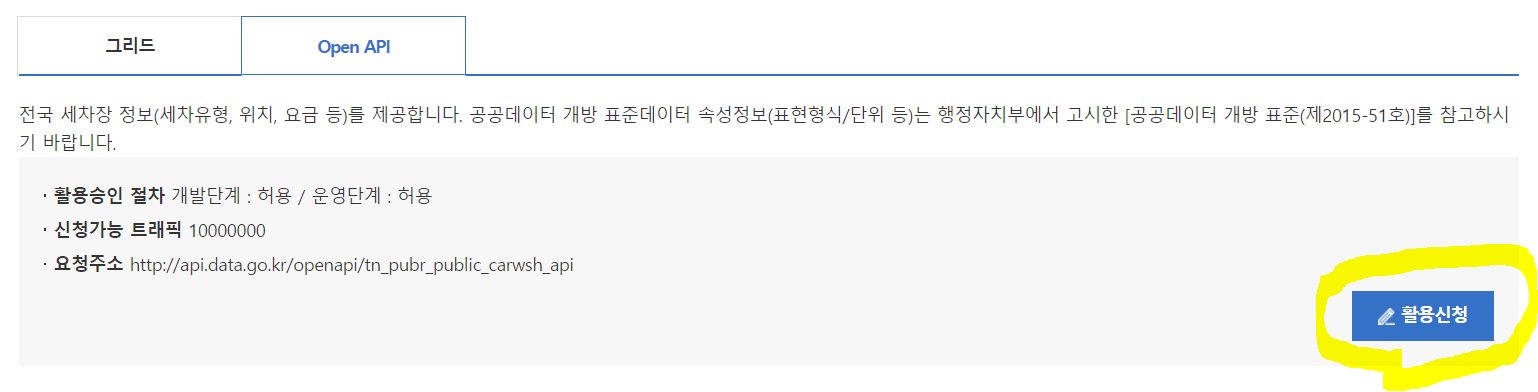 그리드
Open API
전국 세차장 정보(세차유형, 위치, 요금 등)를 제공합니다. 공공데이터 개방 표준데이터 속성정보(표현형식/단위 등)는 행정자치부에서 고시한 [공공데이터 개방 표준(제2015-51호)]를 참고하시
기 바랍니다.
· 활용승인 절차 개발단계 : 허용 / 운영단계 : 허용
· 신청가능 트래픽 10000000
· 요청주소 http://api.data.go.kr/openapi/tn_pubr_public_carwsh_api
활용신청